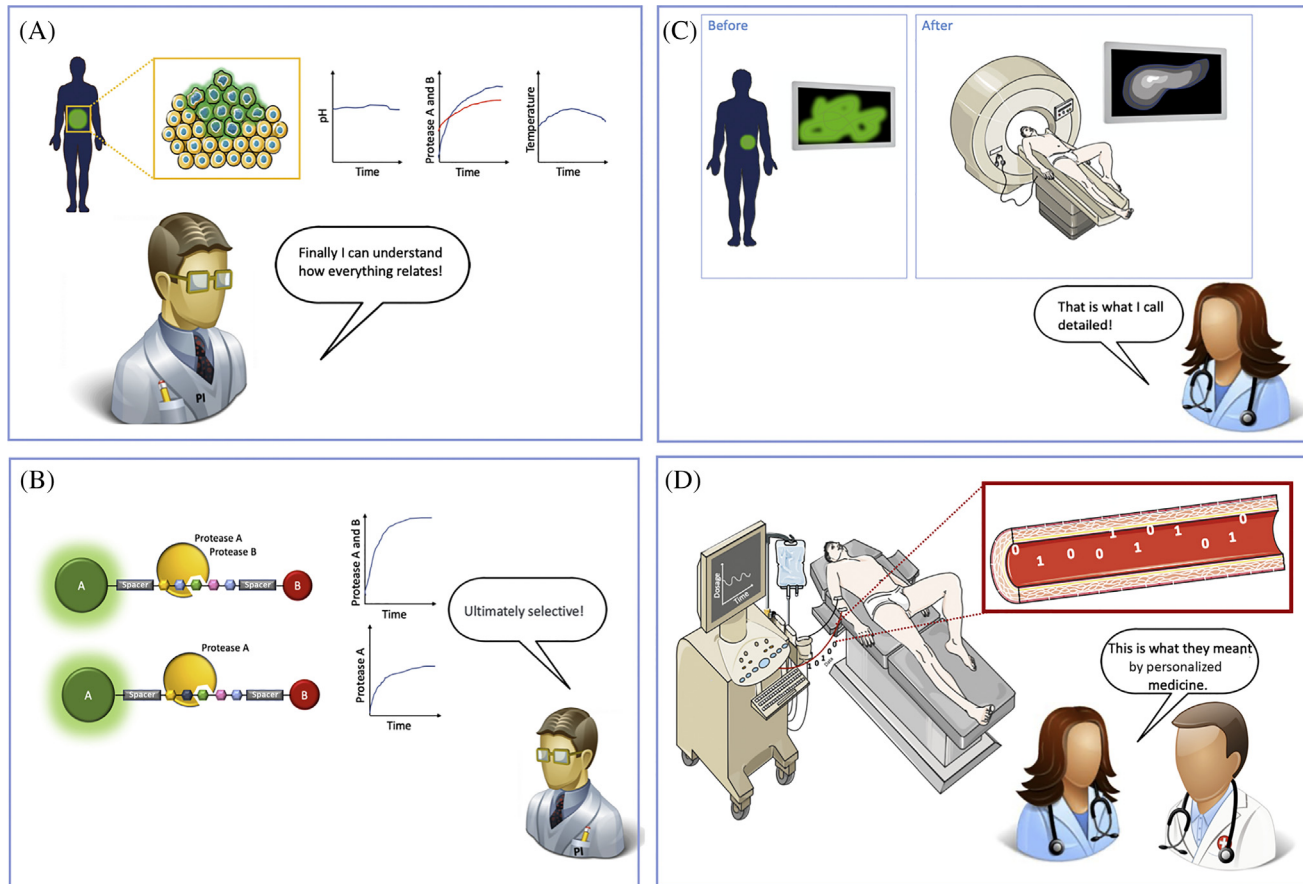 (A)
pH
Time
Protease A and B
Time
Temperature
Time
Finally I can understand
how everything relates!
PI
(B)
Protease A
Protease B
A
Spacer
Spacer
B
Protease A
A
Spacer
Spacer
B
Protease A and B
Time
Protease A
Time
Ultimately selective!
PI
(C)
Before
After
That is what I call
detailed!
(D)
Dosage
Time
1 0 1 0 0
Data
0 1 0 0 1 1 0 0 1 1 0
This is what they meant
by personalized
medicine.